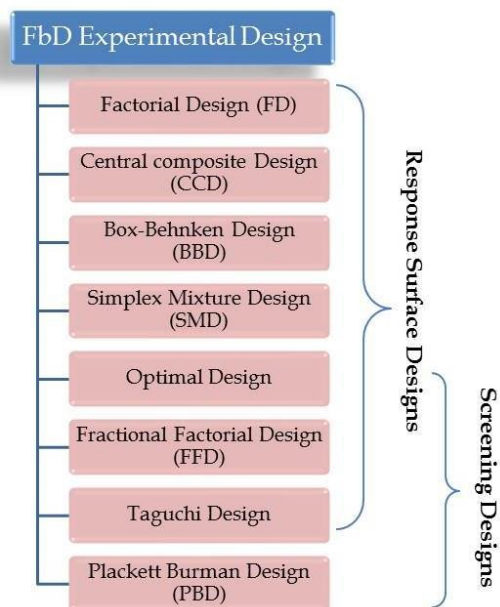 FbD Experimental Design
Factorial Design (FD)
Central composite Design
(CCD)
Box-Behnken Design
(BBD)
Simplex Mixture Design
(SMD)
Optimal Design
Fractional Factorial Design
(FFD)
Taguchi Design
Plackett Burman Design
(PBD)
Response Surface Designs
Screening Designs